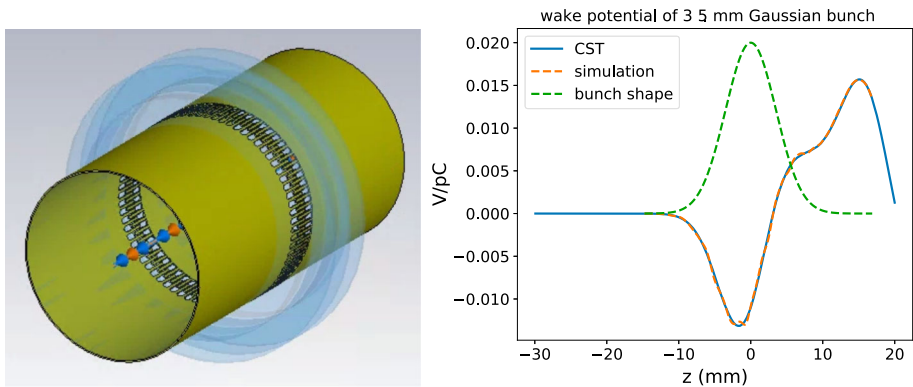 wake potential of 3 5 mm Gaussian bunch
CST
simulation
bunch shape
V/pC
0.020
0.015
0.010
0.005
0.000
−0.005
−0.010
−30
−20
−10
0
10
20
z (mm)